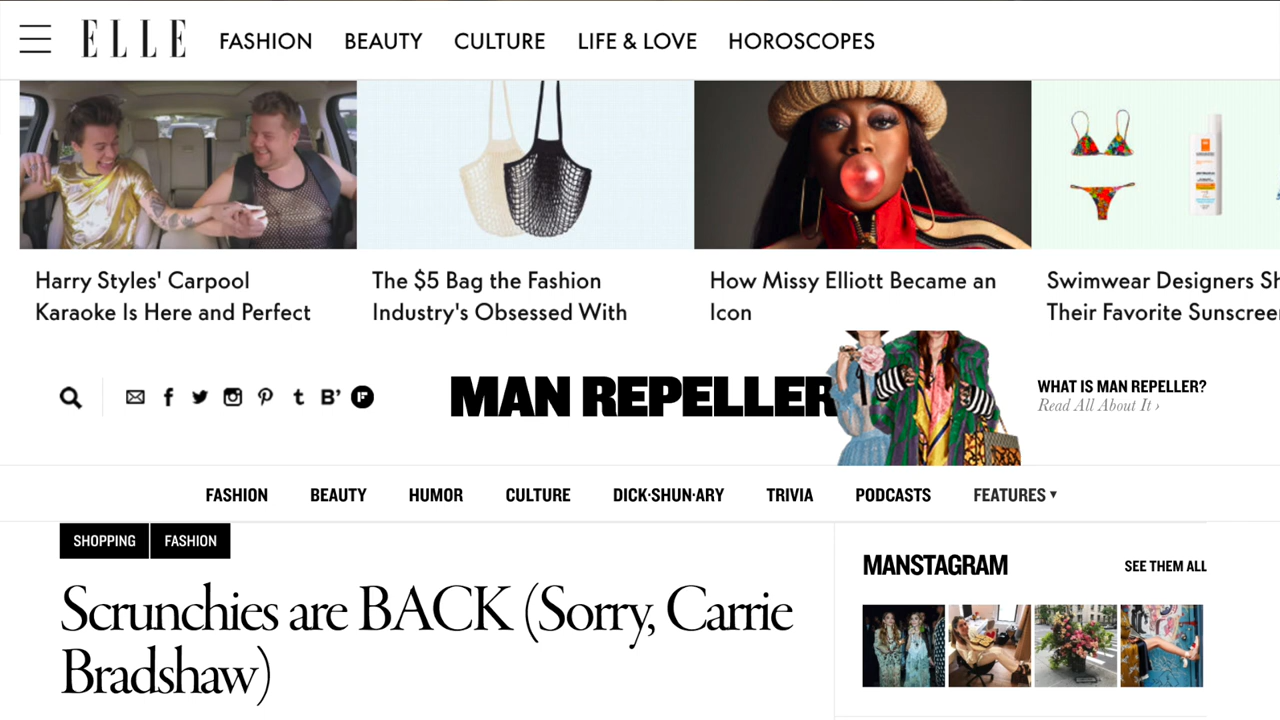 ELLE FASHION BEAUTY CULTURE LIFE & LOVE HOROSCOPES
Harry Styles' Carpool
Karaoke Is Here and Perfect
The $5 Bag the Fashion
Industry's Obsessed With
How Missy Elliott Became an
Icon
Swimwear Designers Sh
Their Favorite Sunscree
MAN REPELLER
WHAT IS MAN REPELLER?
Read All About It ›
FASHION BEAUTY HUMOR CULTURE DICK·SHUN·ARY TRIVIA PODCASTS FEATURES ▾
SHOPPING FASHION
Scrunchies are BACK (Sorry, Carrie
Bradshaw)
MANSTAGRAM SEE THEM ALL